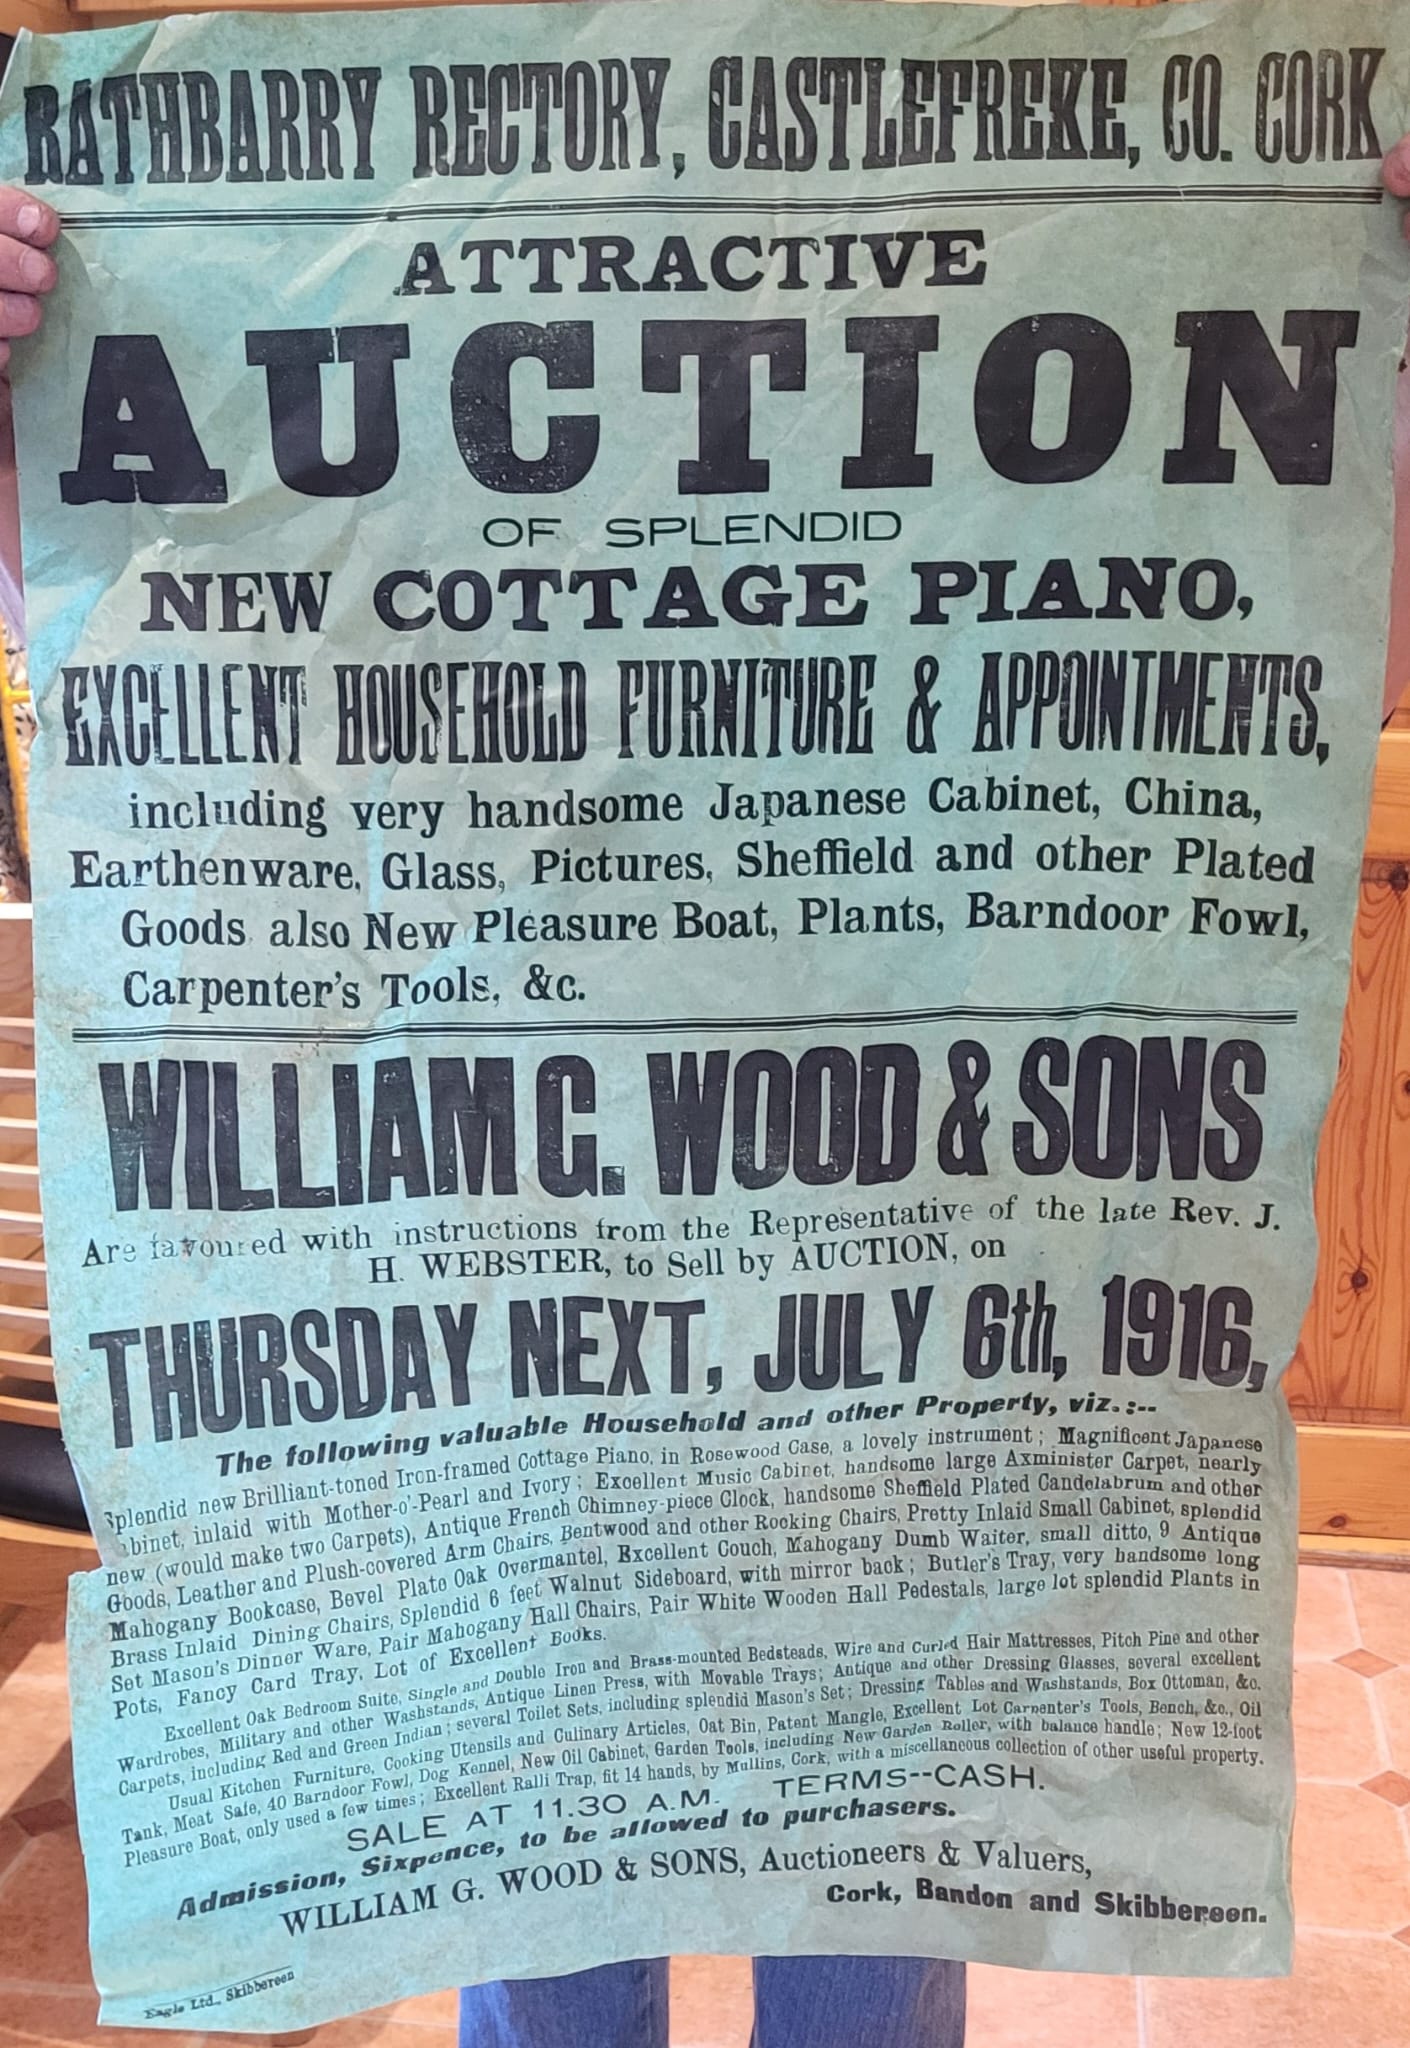 RATHBARRY RECTORY, CASTLEFREKE, CO. CORK
ATTRACTIVE
AUCTION
OF SPLENDID
NEW COTTAGE PIANO,
EXCELLENT HOUSEHOLD FURNITURE & APPOINTMENTS,
including very handsome Japanese Cabinet, China,
Earthenware, Glass, Pictures, Sheffield and other Plated
Goods also New Pleasure Boat, Plants, Barndoor Fowl,
Carpenter's Tools, &c.
WILLIAM G. WOOD & SONS
Are favoured with instructions from the Representative of the late Rev. J.
H. WEBSTER, to Sell by AUCTION, on
THURSDAY NEXT, JULY 6th, 1916,
The following valuable Household and other Property, viz.:--
Splendid new Brilliant-toned Iron-framed Cottage Piano, in Rosewood Case, a lovely instrument; Magnificent Japanese
abinet, inlaid with Mother-o'-Pearl and Ivory; Excellent Music Cabinet, handsome large Axminister Carpet, nearly
new (would make two Carpets), Antique French Chimney-piece Clock, handsome Sheffield Plated Candelabrum and other
Goods, Leather and Plush-covered Arm Chairs, Bentwood and other Rocking Chairs, Pretty Inlaid Small Cabinet, splendid
Mahogany Bookcase, Bevel Plate Oak Overmantel, Excellent Couch, Mahogany Dumb Waiter, small ditto, 9 Antique
Brass Inlaid Dining Chairs, Splendid 6 feet Walnut Sideboard, with mirror back; Butler's Tray, very handsome long
Set Mason's Dinner Ware, Pair Mahogany Hall Chairs, Pair White Wooden Hall Pedestals, large lot splendid Plants in
Pots, Fancy Card Tray, Lot of Excellent Books.
Excellent Oak Bedroom Suite, Single and Double Iron and Brass-mounted Bedsteads, Wire and Curled Hair Mattresses, Pitch Pine and other
Wardrobes, Military and other Washstands, Antique Linen Press, with Movable Trays; Antique and other Dressing Glasses, several excellent
Carpets, including Red and Green Indian; several Toilet Sets, including splendid Mason's Set; Dressing Tables and Washstands, Box Ottoman, &c.
Usual Kitchen Furniture, Cooking Utensils and Culinary Articles, Oat Bin, Patent Mangle, Excellent Lot Carpenter's Tools, Bench, &c., Oil
Tank, Meat Safe, 40 Barndoor Fowl, Dog Kennel, New Oil Cabinet, Garden Tools, including New Garden Roller, with balance handle; New 12-foot
Pleasure Boat, only used a few times; Excellent Ralli Trap, fit 14 hands, by Mullins, Cork, with a miscellaneous collection of other useful property.
SALE AT 11.30 A.M. TERMS--CASH.
Admission, Sixpence, to be allowed to purchasers.
WILLIAM G. WOOD & SONS, Auctioneers & Valuers,
Cork, Bandon and Skibbereen.
Eagle Ltd., Skibbereen